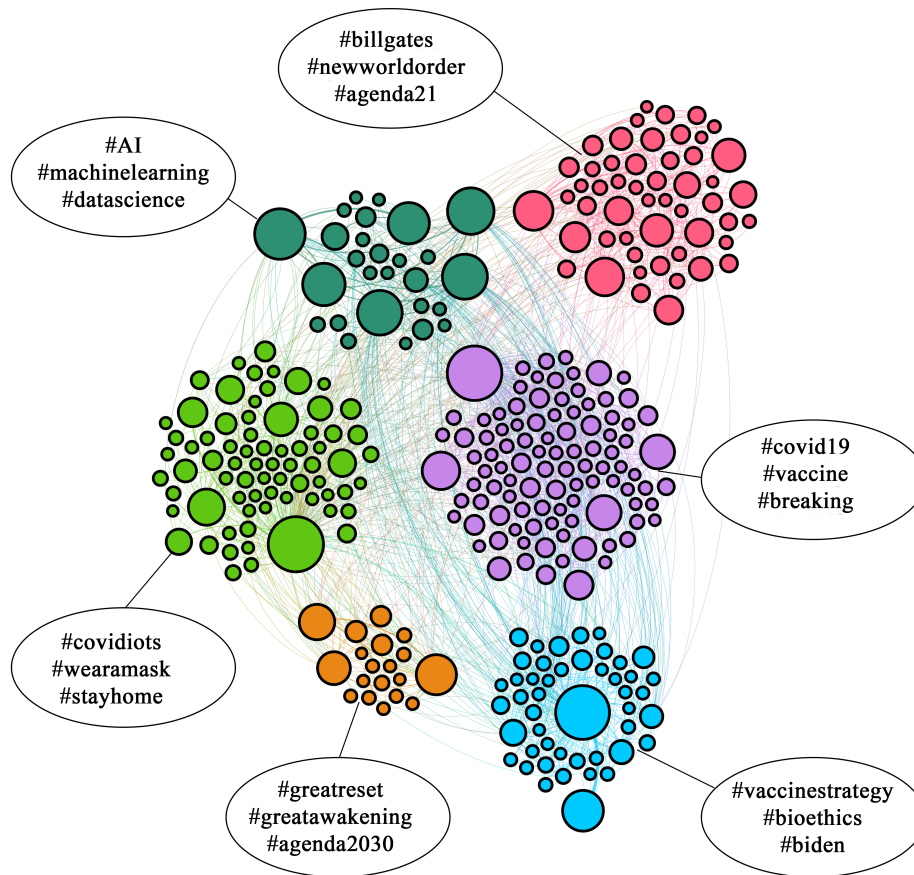 #billgates
#newworldorder
#agenda21
#AI
#machinelearning
#datascience
#covid19
#vaccine
#breaking
#covidiots
#wearamask
#stayhome
#greatreset
#greatawakening
#agenda2030
#vaccinestrategy
#bioethics
#biden